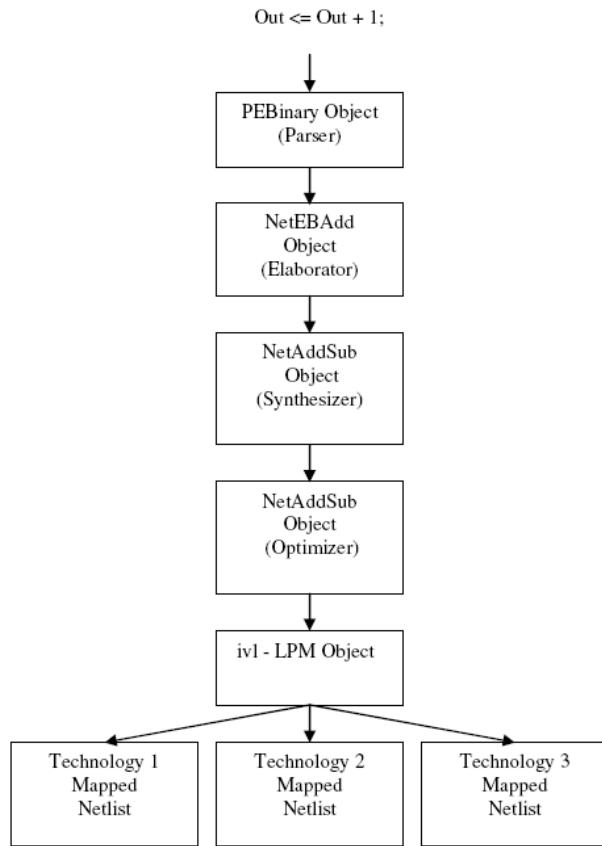 Out <= Out + 1;
PEBinary Object
(Parser)
NetEBAdd
Object
(Elaborator)
NetAddSub
Object
(Synthesizer)
NetAddSub
Object
(Optimizer)
ivl - LPM Object
Technology 1
Mapped
Netlist
Technology 2
Mapped
Netlist
Technology 3
Mapped
Netlist